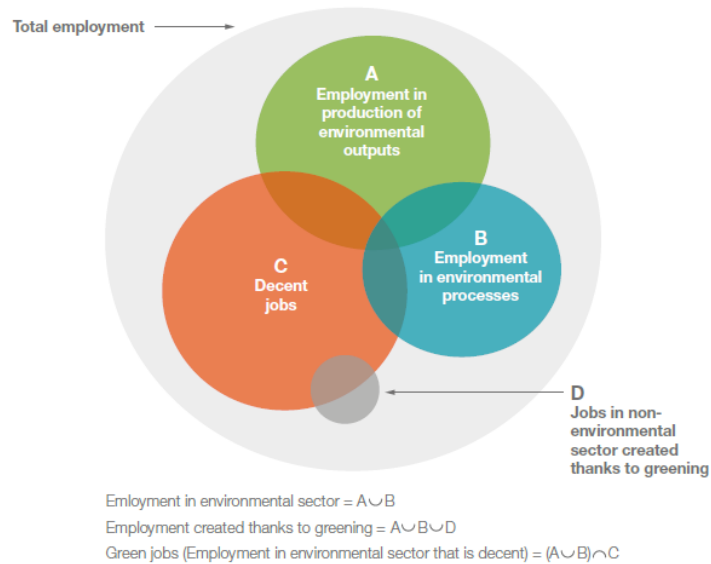 Total employment
A
Employment in
production of
environmental
outputs
B
Employment
in environmental
processes
C
Decent
jobs
D
Jobs in non-
environmental
sector created
thanks to greening
Emloyment in environmental sector = A◡B
Employment created thanks to greening = A◡B◡D
Green jobs (Employment in environmental sector that is decent) = (A◡B)◠C